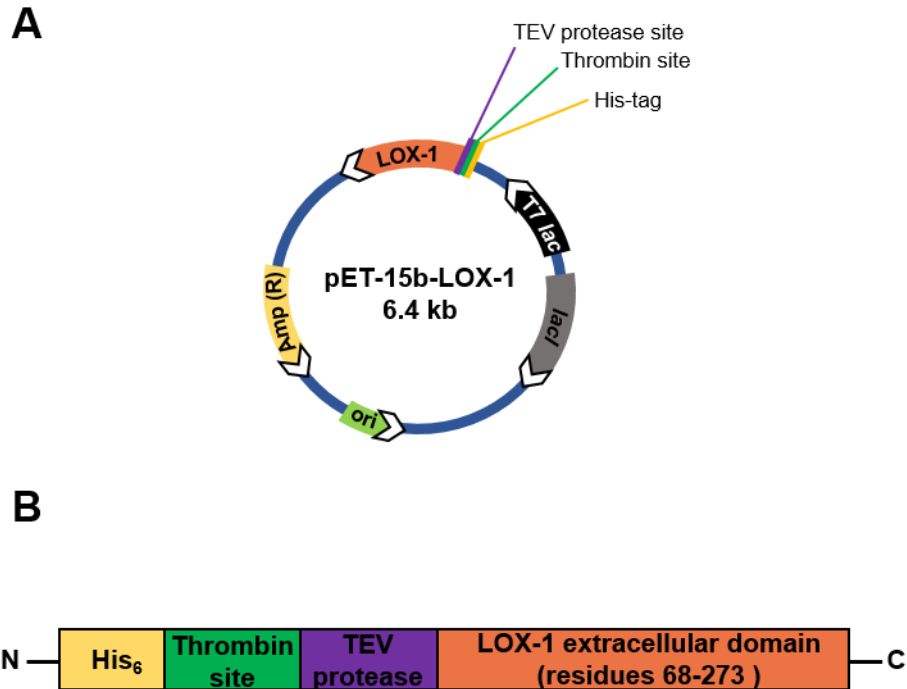 A
TEV protease site
Thrombin site
His-tag
LOX-1
T7 lac
pET-15b-LOX-1
6.4 kb
lacI
Amp (R)
ori
B
N
His₆
Thrombin
site
TEV
protease
LOX-1 extracellular domain
(residues 68-273 )
C